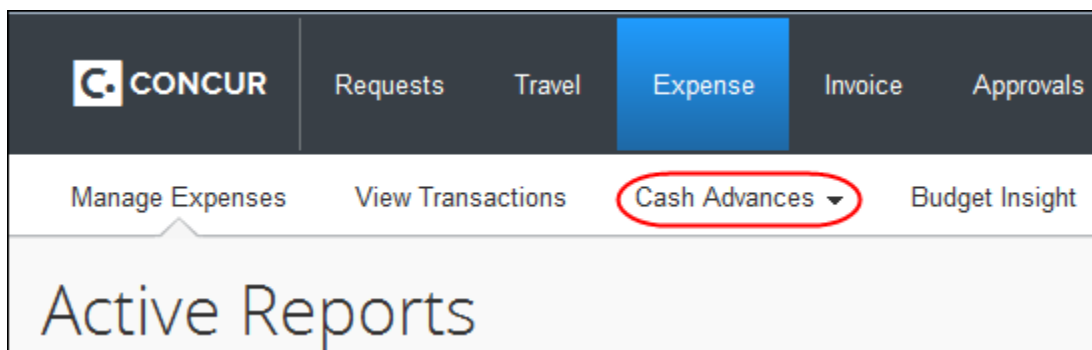 C. CONCUR Requests Travel Expense Invoice Approvals
Manage Expenses View Transactions Cash Advances Budget Insight
Active Reports